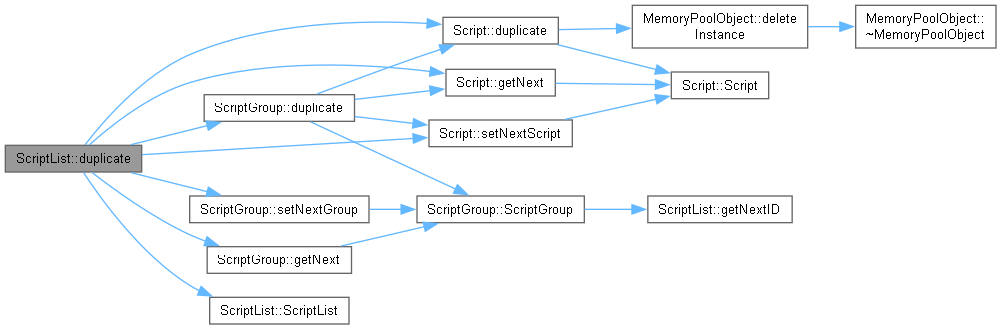 ScriptList::duplicate
Script::duplicate
MemoryPoolObject::delete
Instance
MemoryPoolObject::
~MemoryPoolObject
Script::getNext
Script::Script
ScriptGroup::duplicate
Script::setNextScript
ScriptGroup::setNextGroup
ScriptGroup::ScriptGroup
ScriptList::getNextID
ScriptGroup::getNext
ScriptList::ScriptList